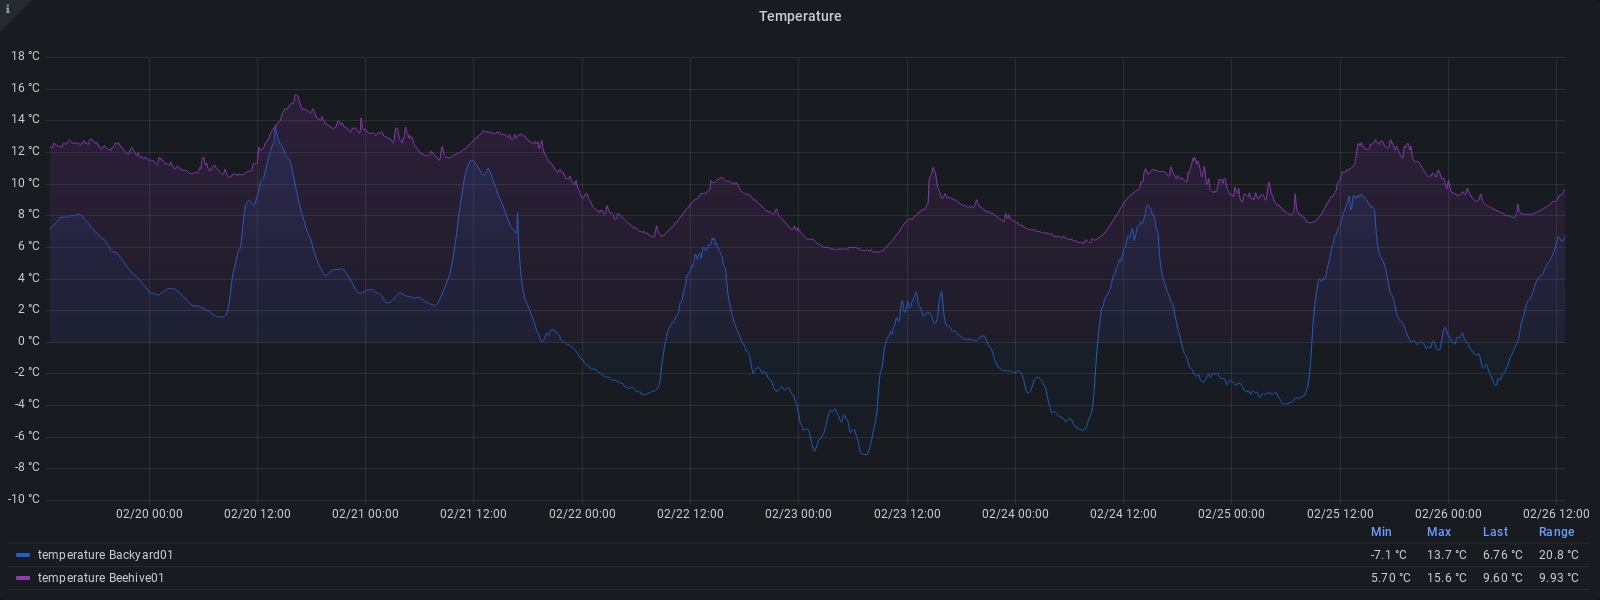 i
Temperature
18 °C
16 °C
14 °C
12 °C
10 °C
8 °C
6 °C
4 °C
2 °C
0 °C
-2 °C
-4 °C
-6 °C
-8 °C
-10 °C
02/20 00:00 02/20 12:00 02/21 00:00 02/21 12:00 02/22 00:00 02/22 12:00 02/23 00:00 02/23 12:00 02/24 00:00 02/24 12:00 02/25 00:00 02/25 12:00 02/26 00:00 02/26 12:00
Min Max Last Range
temperature Backyard01 -7.1 °C 13.7 °C 6.76 °C 20.8 °C
temperature Beehive01 5.70 °C 15.6 °C 9.60 °C 9.93 °C